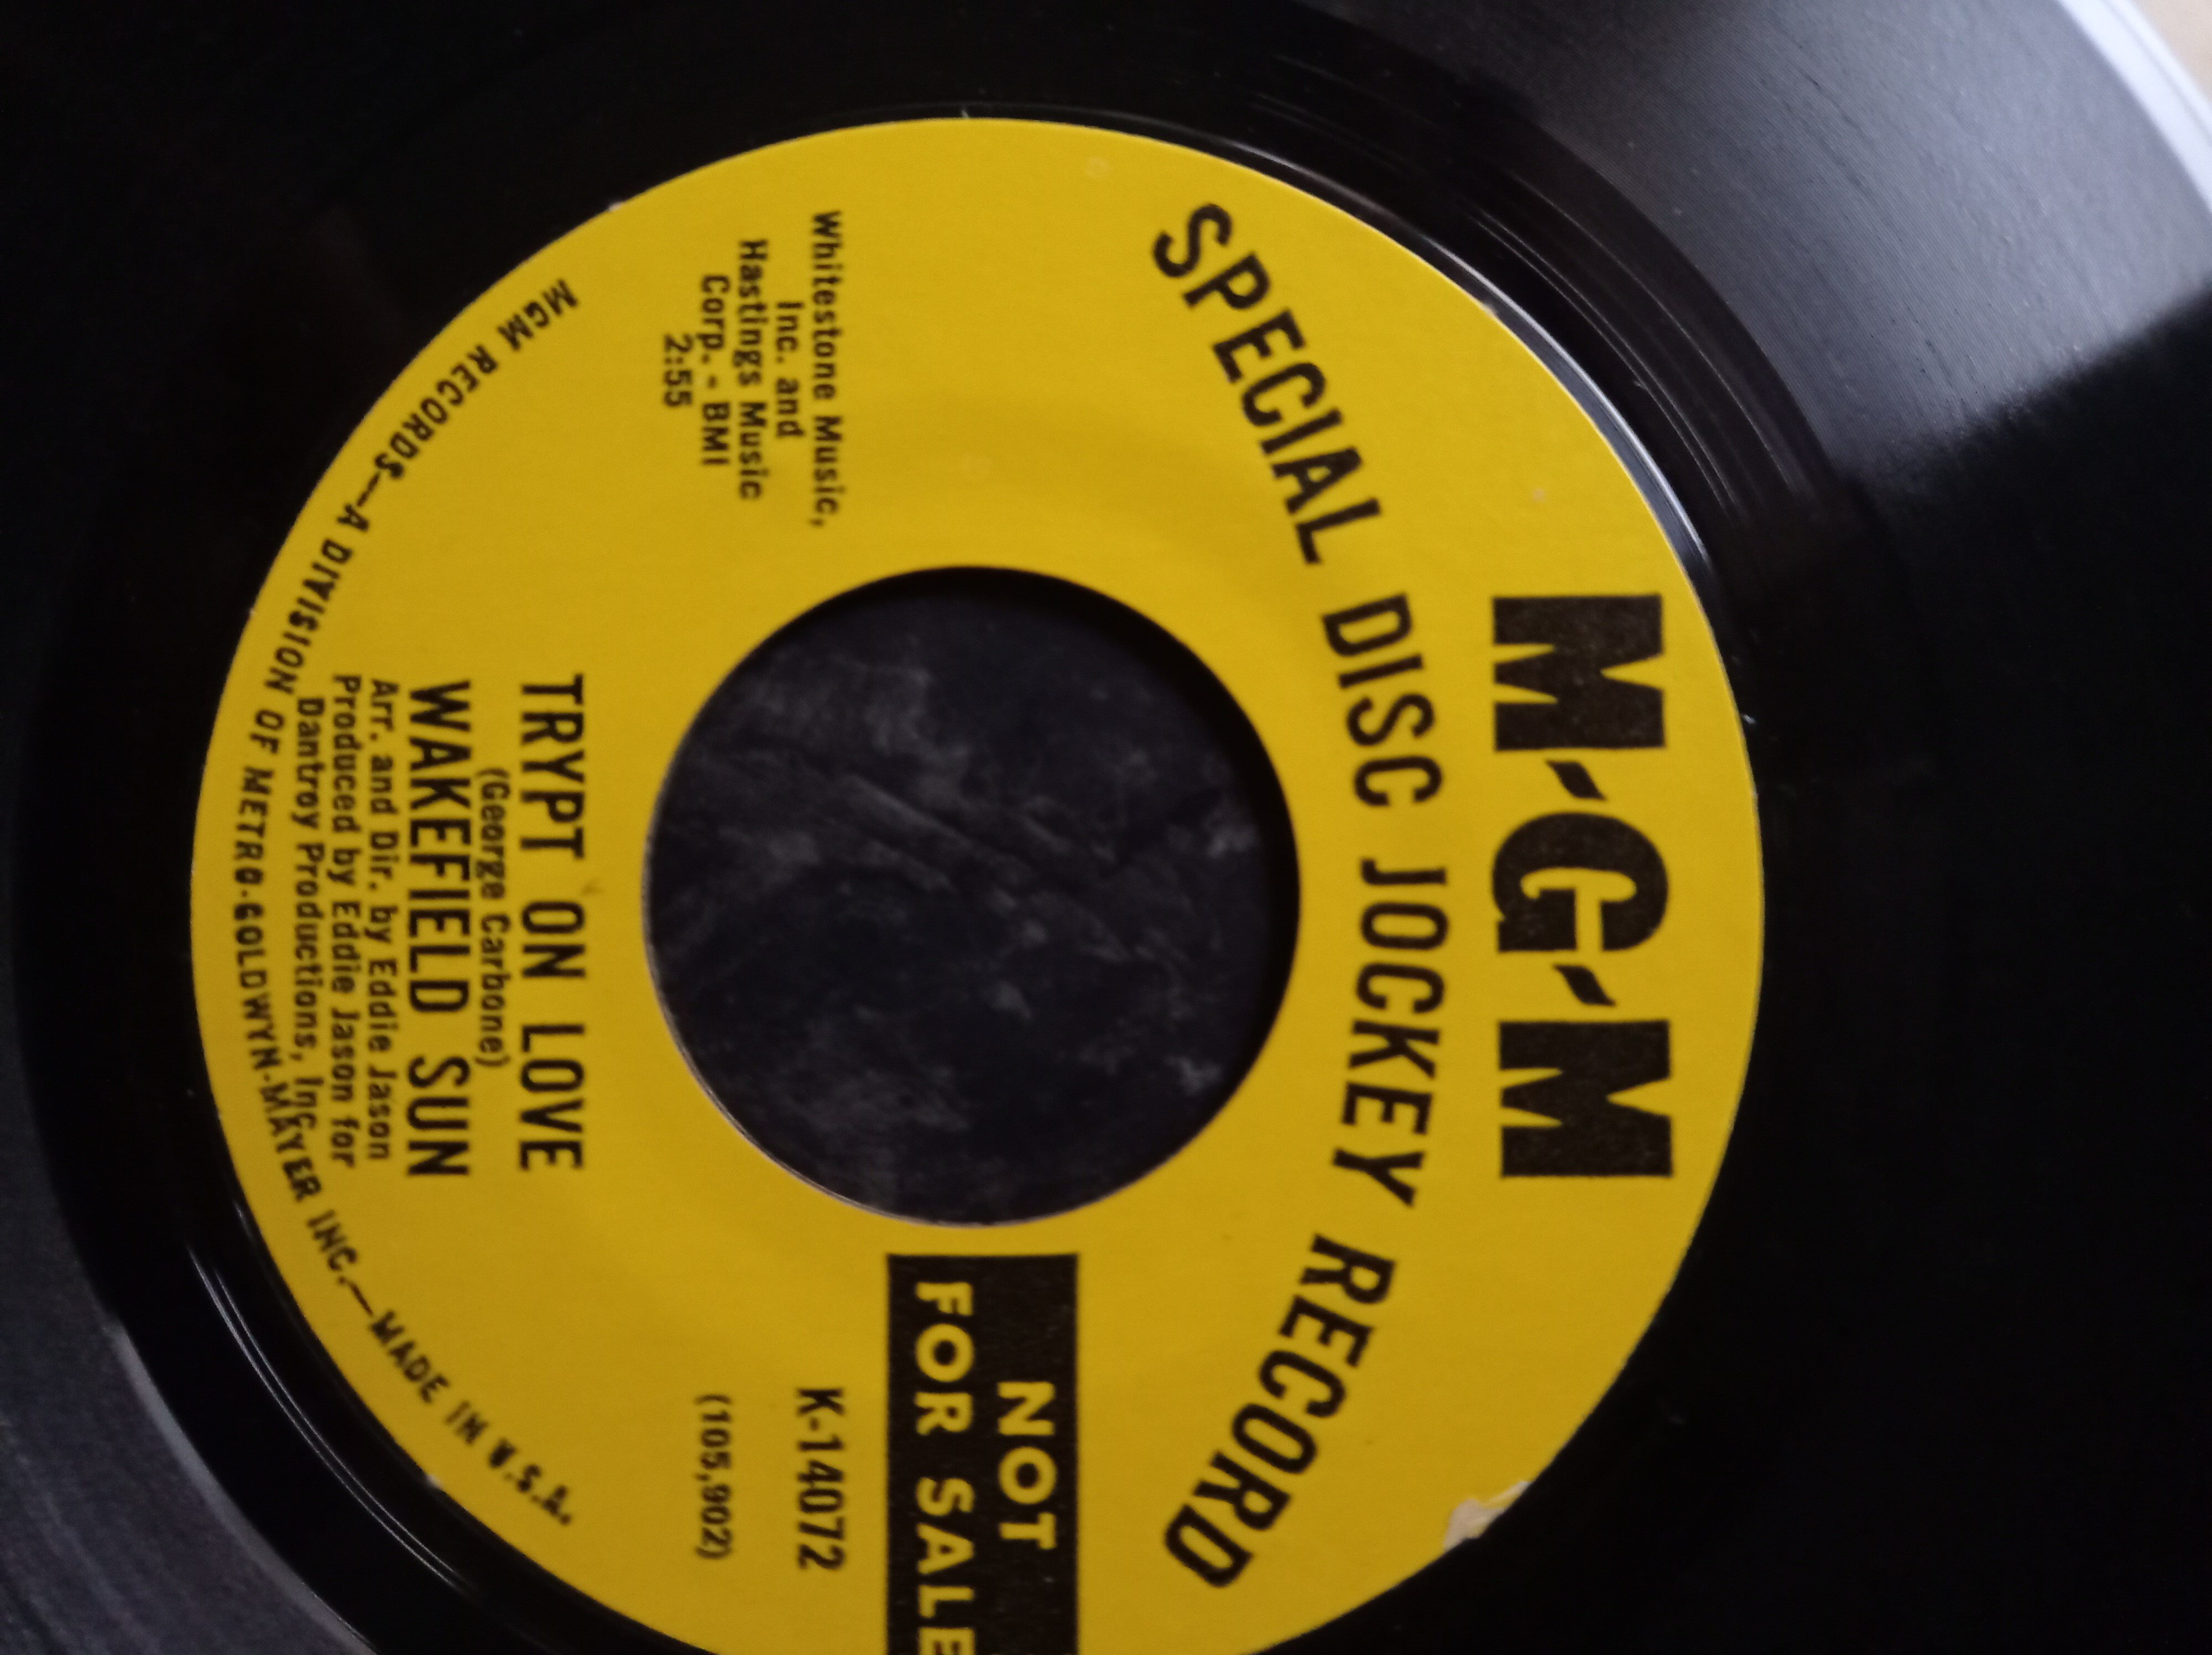 M-G-M
SPECIAL DISC JOCKEY RECORD
Whitestone Music,
Inc. and
Hastings Music
Corp. - BMI
2:55
NOT
FOR SALE
K-14072
(105,902)
TRYPT ON LOVE
(George Carbone)
WAKEFIELD SUN
Arr. and Dir. by Eddie Jason
Produced by Eddie Jason for
Dantroy Productions, Inc.
MGM RECORDS—A DIVISION OF METRO-GOLDWYN-MAYER INC.—MADE IN U.S.A.